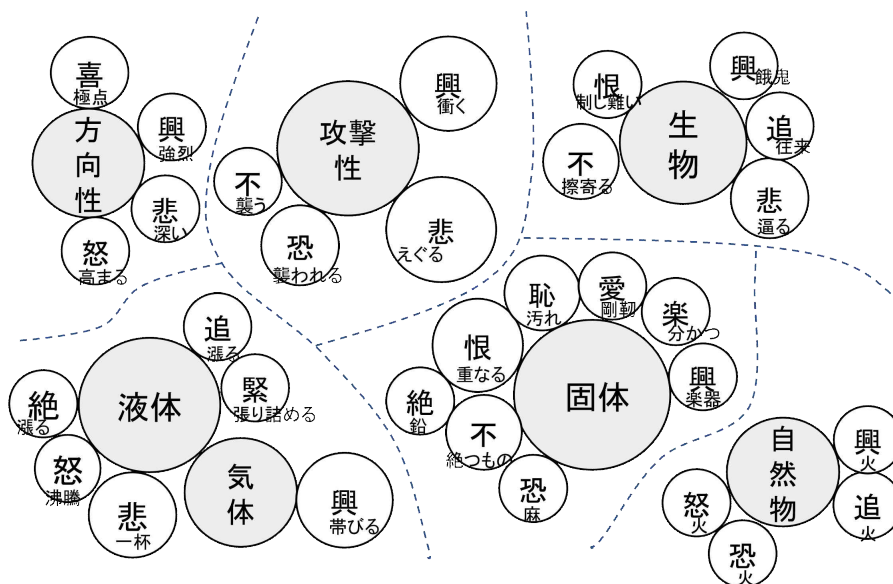 喜
極点
方
向
性
興
強烈
悲
深い
怒
高まる
攻撃
性
興
衝く
不
襲う
恐
襲われる
悲
えぐる
生
物
恨
制し難い
興
餓鬼
追
往来
不
擦寄る
悲
逼る
液体
追
漲る
緊
張り詰める
絶
漲る
怒
沸騰
悲
一杯
気
体
興
帯びる
固体
恥
汚れ
愛
剛靭
楽
分かつ
恨
重なる
興
楽器
絶
鉛
不
絶つもの
恐
麻
自
然
物
興
火
怒
火
追
火
恐
火